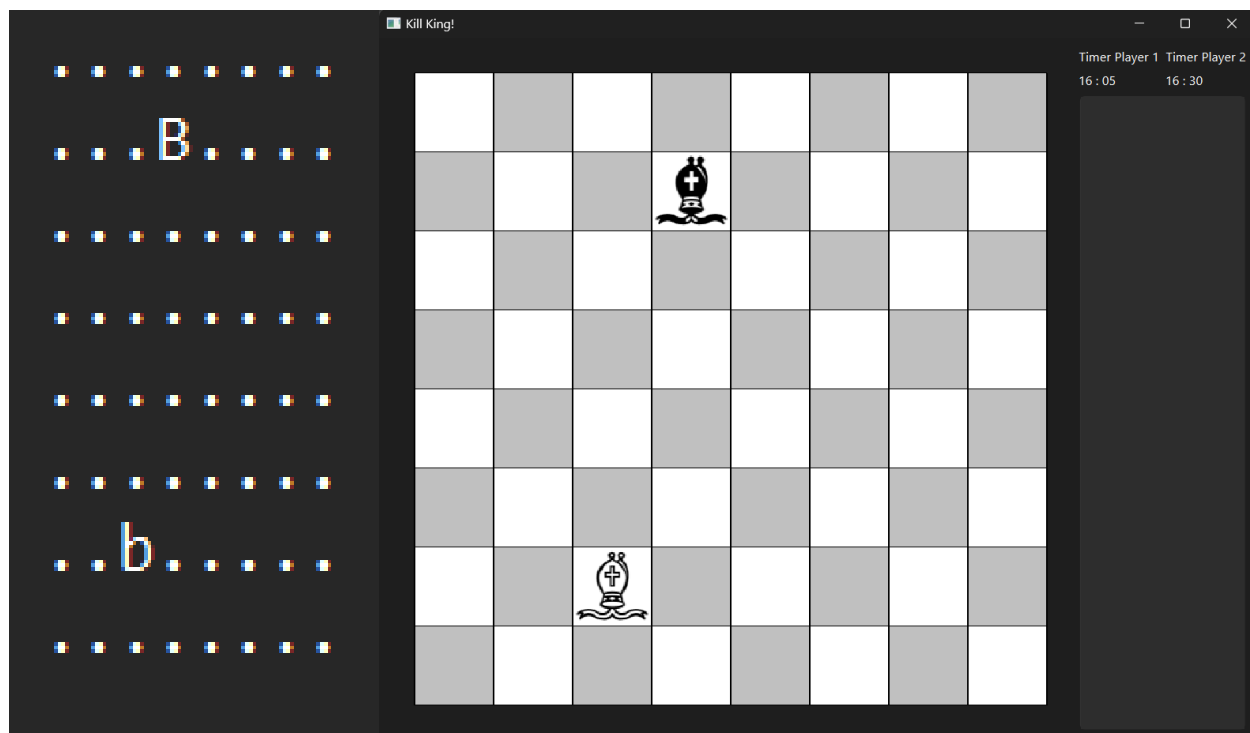 Kill King!
Timer Player 1 Timer Player 2
16 : 05 16 : 30
. . . . . . . .
. . . B . . . .
. . . . . . . .
. . . . . . . .
. . . . . . . .
. . . . . . . .
. . b . . . . .
. . . . . . . .